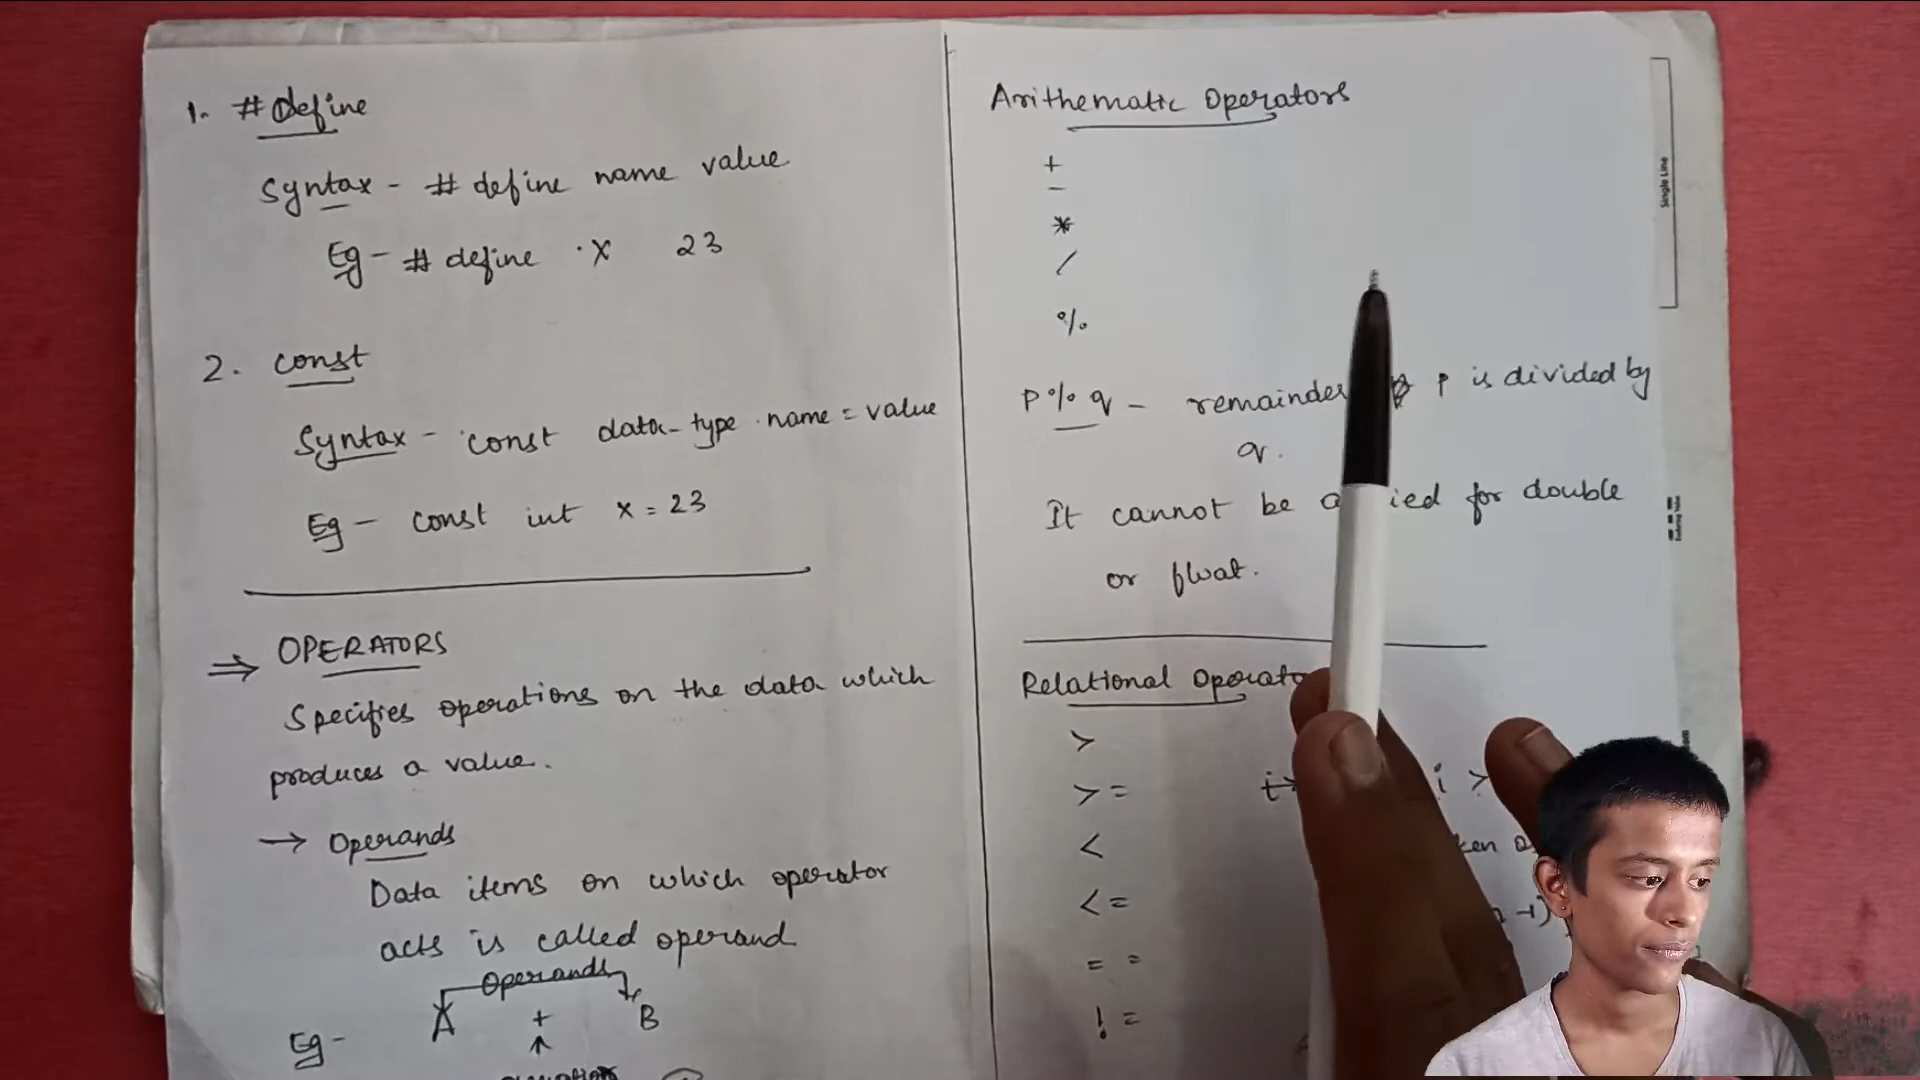 1. #Define
Syntax - # define name value
Eg - # define . X 23
2. const
Syntax - const data-type name = value
Eg - const int x = 23
⇒ OPERATORS
Specifies operations on the data which
produces a value.
→ Operands
Data items on which operator
acts is called operand
Operands
Eg - A + B
Arithematic Operators
+
-
*
/
%
p % q - remainder p is divided by
q.
It cannot be for double
or float.
Relational
>
>= i >
<
<=
-1)
= =
! =
Single Line